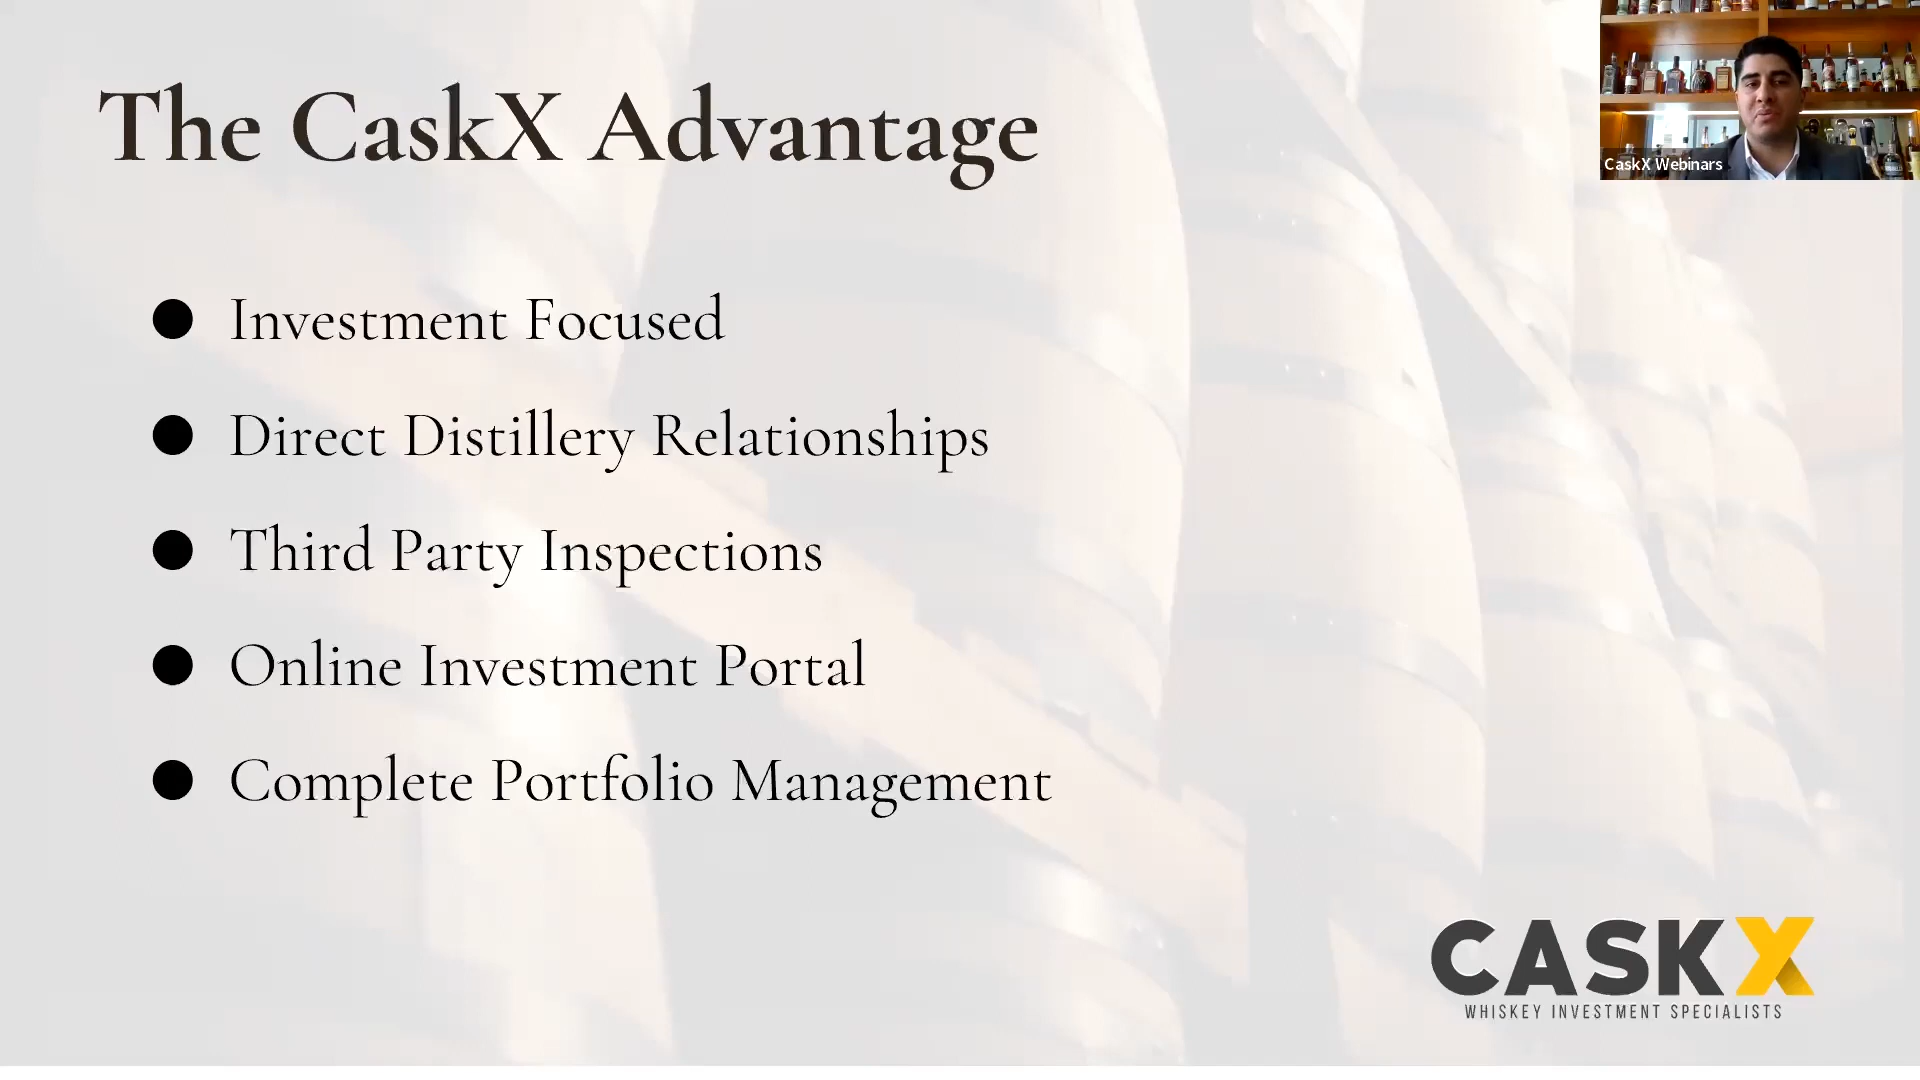 The CaskX Advantage
CaskX Webinars
● Investment Focused
● Direct Distillery Relationships
● Third Party Inspections
● Online Investment Portal
● Complete Portfolio Management
CASKX
WHISKEY INVESTMENT SPECIALISTS